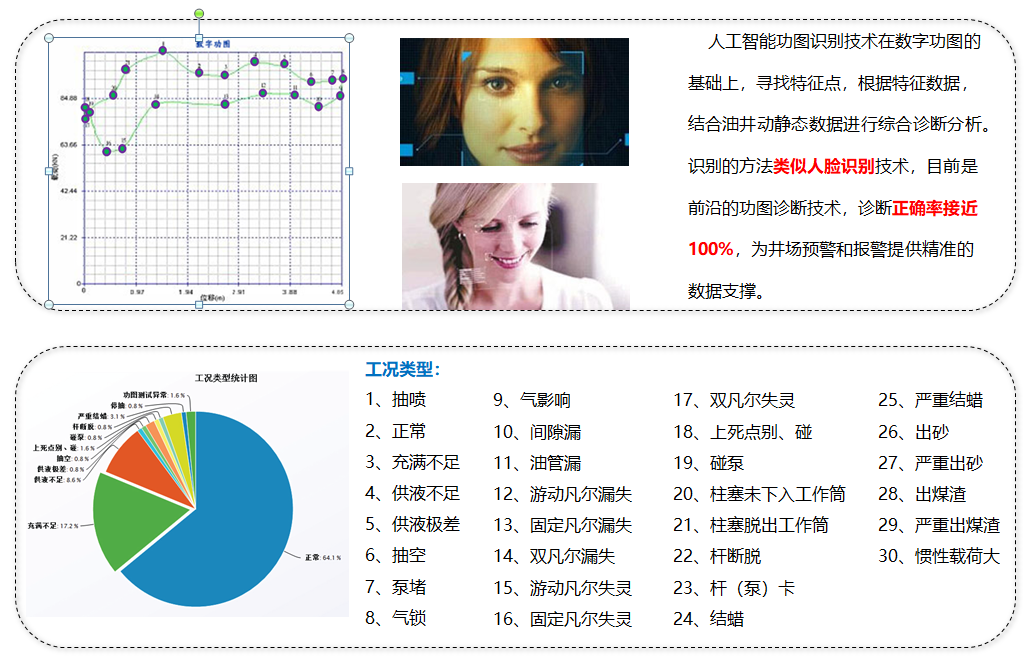 数字功图
84.88
63.66
42.44
21.22
0
0
0.97
1.94
2.91
3.88
4.85
位移(m)
人工智能功图识别技术在数字功图的
基础上，寻找特征点，根据特征数据，
结合油井动静态数据进行综合诊断分析。
识别的方法类似人脸识别技术，目前是
前沿的功图诊断技术，诊断正确率接近
100%，为井场预警和报警提供精准的
数据支撑。
工况类型统计图
功图测试异常: 1.6 %
停抽: 0.8 %
严重结蜡: 3.1 %
杆断脱: 0.8 %
碰泵: 0.8 %
上死点别、碰: 1.6 %
抽空: 0.8 %
供液极差: 0.8 %
供液不足: 8.6 %
充满不足: 17.2 %
正常: 64.1 %
工况类型：
1、抽喷
2、正常
3、充满不足
4、供液不足
5、供液极差
6、抽空
7、泵堵
8、气锁
9、气影响
10、间隙漏
11、油管漏
12、游动凡尔漏失
13、固定凡尔漏失
14、双凡尔漏失
15、游动凡尔失灵
16、固定凡尔失灵
17、双凡尔失灵
18、上死点别、碰
19、碰泵
20、柱塞未下入工作筒
21、柱塞脱出工作筒
22、杆断脱
23、杆（泵）卡
24、结蜡
25、严重结蜡
26、出砂
27、严重出砂
28、出煤渣
29、严重出煤渣
30、惯性载荷大